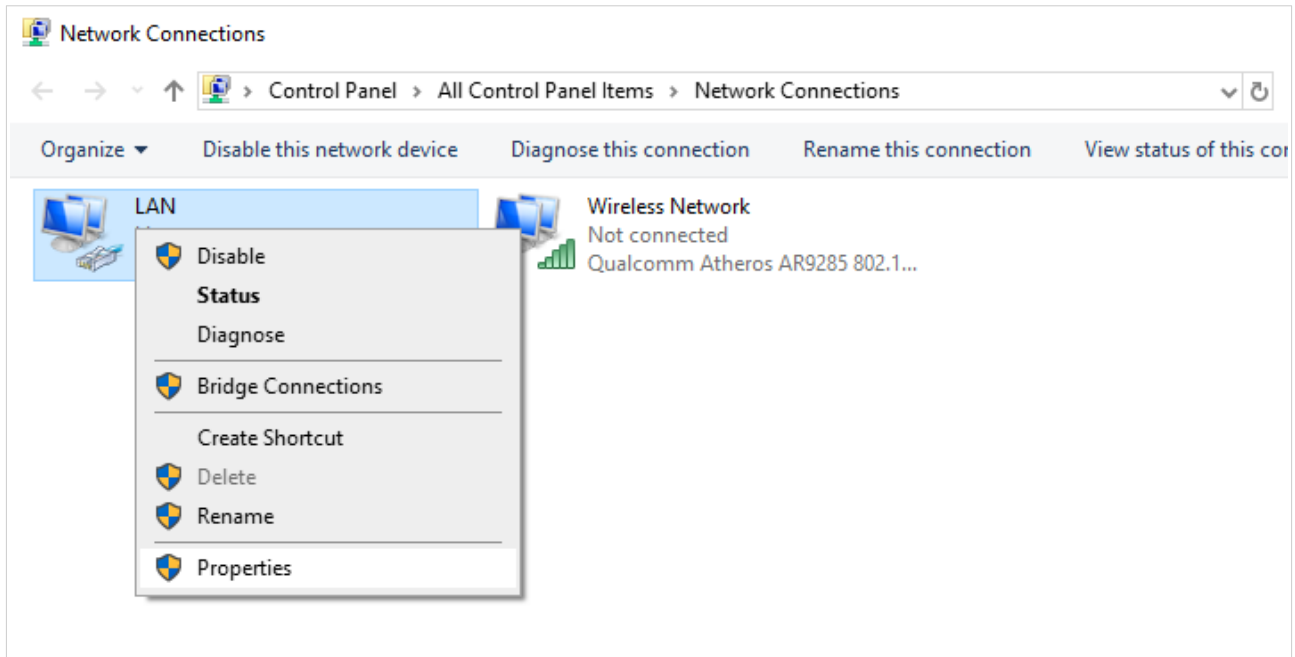 Network Connections
Control Panel > All Control Panel Items > Network Connections
Organize Disable this network device Diagnose this connection Rename this connection View status of this cor
LAN
Wireless Network
Not connected
Qualcomm Atheros AR9285 802.1...
Disable
Status
Diagnose
Bridge Connections
Create Shortcut
Delete
Rename
Properties